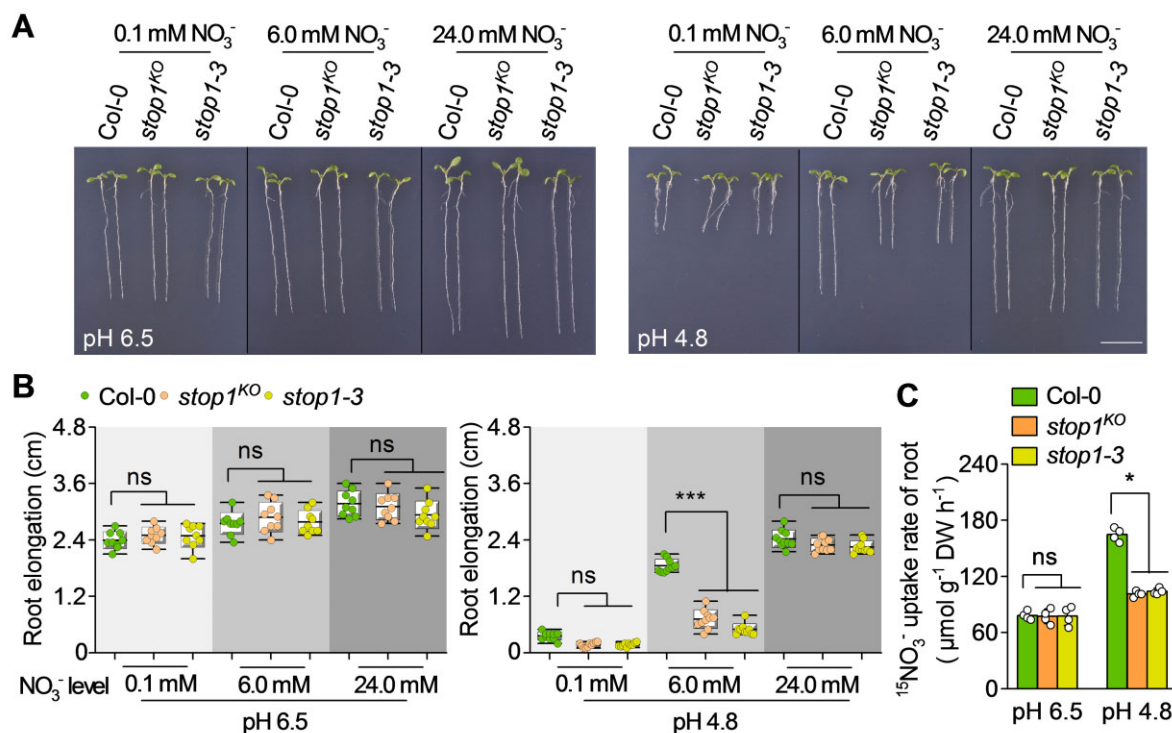 A
0.1 mM NO₃⁻ 6.0 mM NO₃⁻ 24.0 mM NO₃⁻
Col-0 stop1ᴷᴼ stop1-3 Col-0 stop1ᴷᴼ stop1-3 Col-0 stop1ᴷᴼ stop1-3
pH 6.5
0.1 mM NO₃⁻ 6.0 mM NO₃⁻ 24.0 mM NO₃⁻
Col-0 stop1ᴷᴼ stop1-3 Col-0 stop1ᴷᴼ stop1-3 Col-0 stop1ᴷᴼ stop1-3
pH 4.8
B
Col-0 stop1ᴷᴼ stop1-3
Root elongation (cm)
4.8
3.6
2.4
1.2
0
ns ns ns
NO₃⁻ level 0.1 mM 6.0 mM 24.0 mM
pH 6.5
Root elongation (cm)
4.8
3.6
2.4
1.2
0
ns *** ns
0.1 mM 6.0 mM 24.0 mM
pH 4.8
C
Col-0
stop1ᴷᴼ
stop1-3
¹⁵NO₃⁻ uptake rate of root
( μmol g⁻¹ DW h⁻¹)
240
180
120
60
0
ns *
pH 6.5 pH 4.8